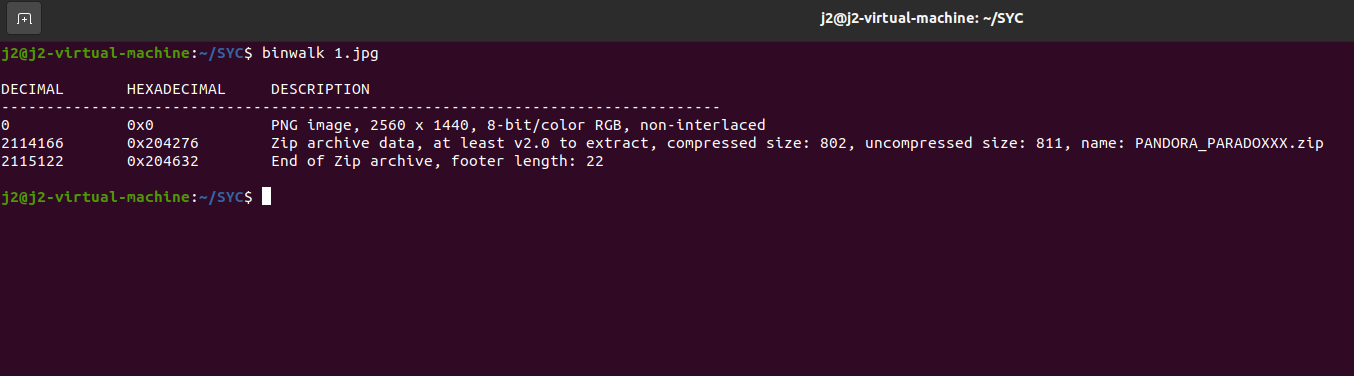 j2@j2-virtual-machine: ~/SYC
j2@j2-virtual-machine:~/SYC$ binwalk 1.jpg
DECIMAL       HEXADECIMAL     DESCRIPTION
--------------------------------------------------------------------------------
0             0x0             PNG image, 2560 x 1440, 8-bit/color RGB, non-interlaced
2114166       0x204276        Zip archive data, at least v2.0 to extract, compressed size: 802, uncompressed size: 811, name: PANDORA_PARADOXXX.zip
2115122       0x204632        End of Zip archive, footer length: 22
j2@j2-virtual-machine:~/SYC$